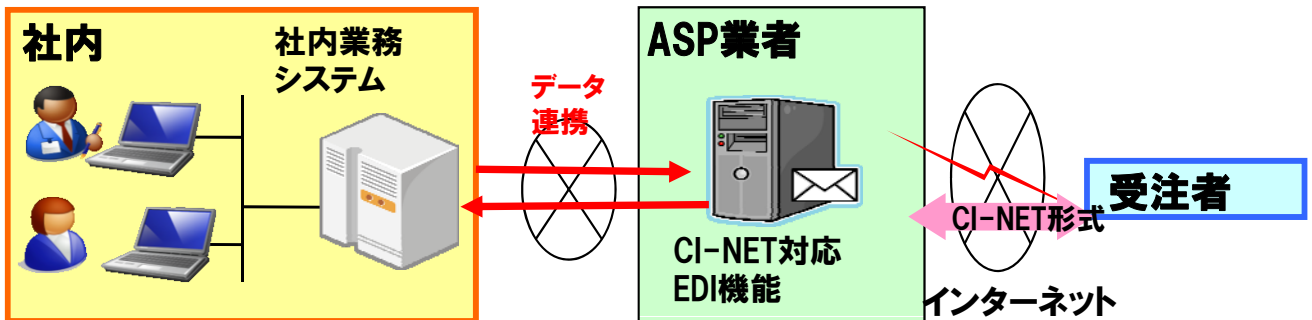 社内
社内業務
システム
データ
連携
ASP業者
CI-NET対応
EDI機能
CI-NET形式
インターネット
受注者